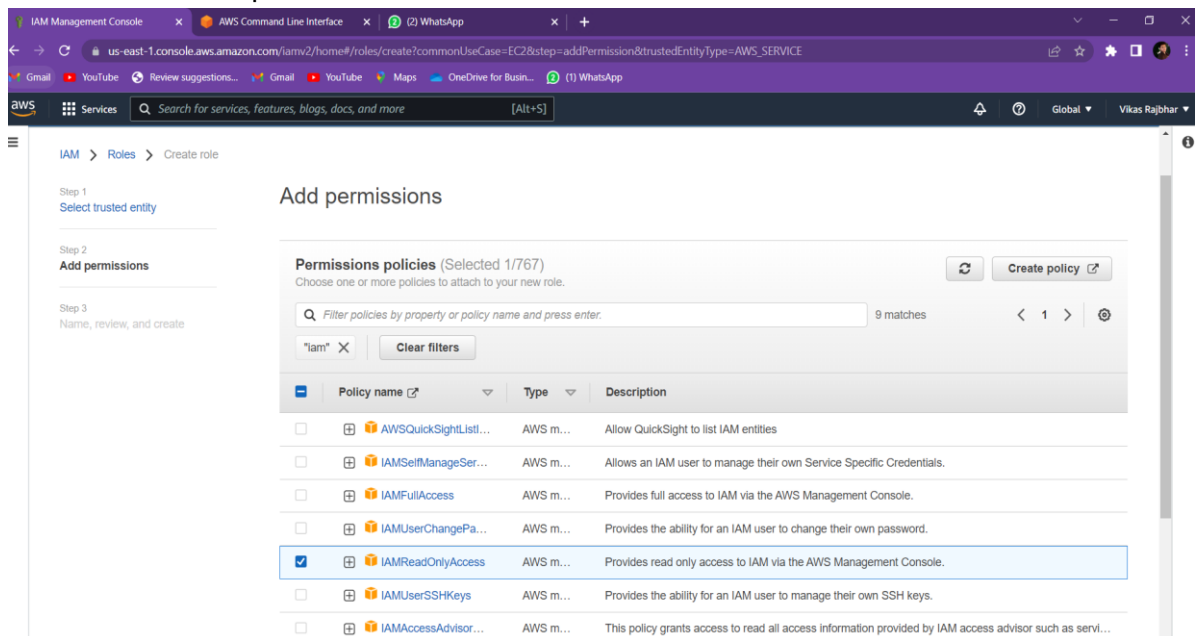 IAM Management Console
AWS Command Line Interface
(2) WhatsApp
us-east-1.console.aws.amazon.com/iamv2/home#/roles/create?commonUseCase=EC2&step=addPermission&trustedEntityType=AWS_SERVICE
Gmail YouTube Review suggestions... Gmail YouTube Maps OneDrive for Busin... (1) WhatsApp
aws Services Search for services, features, blogs, docs, and more [Alt+S] Global Vikas Rajbhar
IAM > Roles > Create role
Step 1
Select trusted entity
Step 2
Add permissions
Step 3
Name, review, and create
Add permissions
Permissions policies (Selected 1/767)
Choose one or more policies to attach to your new role.
Create policy
Filter policies by property or policy name and press enter.
9 matches
< 1 >
"iam" Clear filters
Policy name Type Description
AWSQuickSightListI... AWS m... Allow QuickSight to list IAM entities
IAMSelfManageSer... AWS m... Allows an IAM user to manage their own Service Specific Credentials.
IAMFullAccess AWS m... Provides full access to IAM via the AWS Management Console.
IAMUserChangePa... AWS m... Provides the ability for an IAM user to change their own password.
IAMReadOnlyAccess AWS m... Provides read only access to IAM via the AWS Management Console.
IAMUserSSHKeys AWS m... Provides the ability for an IAM user to manage their own SSH keys.
IAMAccessAdvisor... AWS m... This policy grants access to read all access information provided by IAM access advisor such as servi...